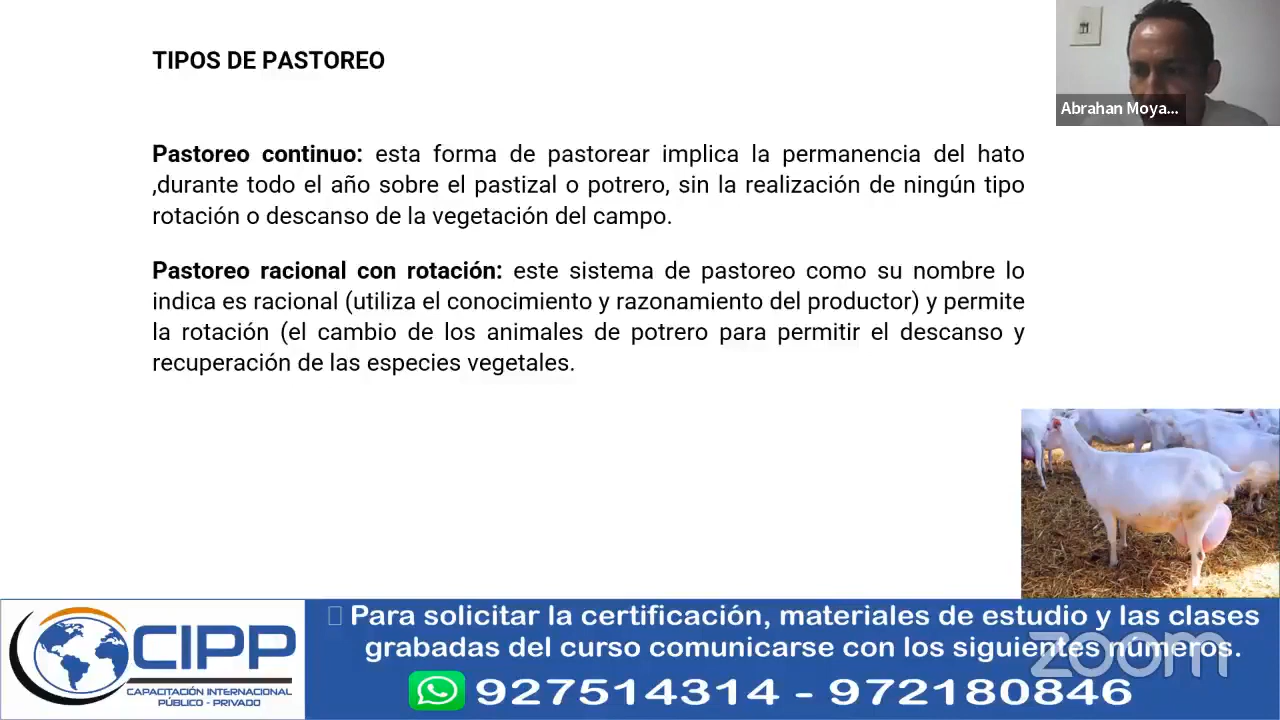 TIPOS DE PASTOREO
Abrahan Moya...
Pastoreo continuo: esta forma de pastorear implica la permanencia del hato
,durante todo el año sobre el pastizal o potrero, sin la realización de ningún tipo
rotación o descanso de la vegetación del campo.
Pastoreo racional con rotación: este sistema de pastoreo como su nombre lo
indica es racional (utiliza el conocimiento y razonamiento del productor) y permite
la rotación (el cambio de los animales de potrero para permitir el descanso y
recuperación de las especies vegetales.
CIPP
CAPACITACIÓN INTERNACIONAL
PÚBLICO - PRIVADO
Para solicitar la certificación, materiales de estudio y las clases
grabadas del curso comunicarse con los siguientes números.
zoom
927514314 - 972180846